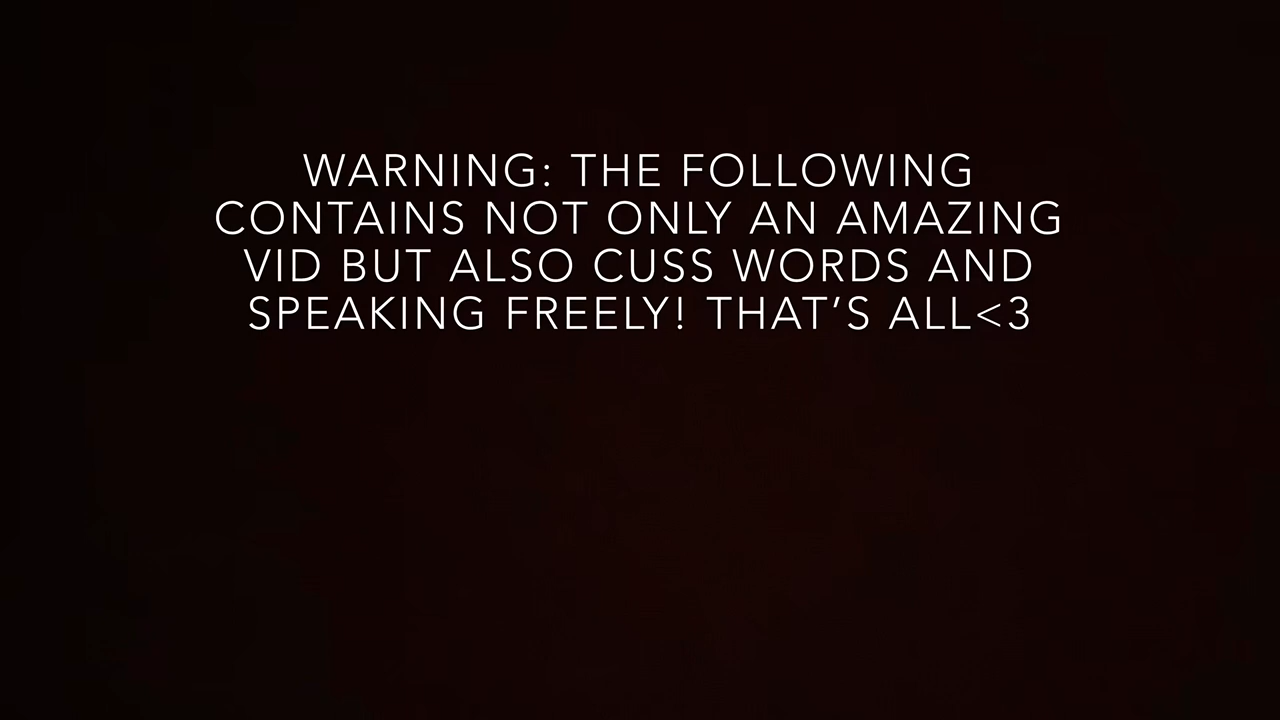 WARNING: THE FOLLOWING
CONTAINS NOT ONLY AN AMAZING
VID BUT ALSO CUSS WORDS AND
SPEAKING FREELY! THAT’S ALL<3